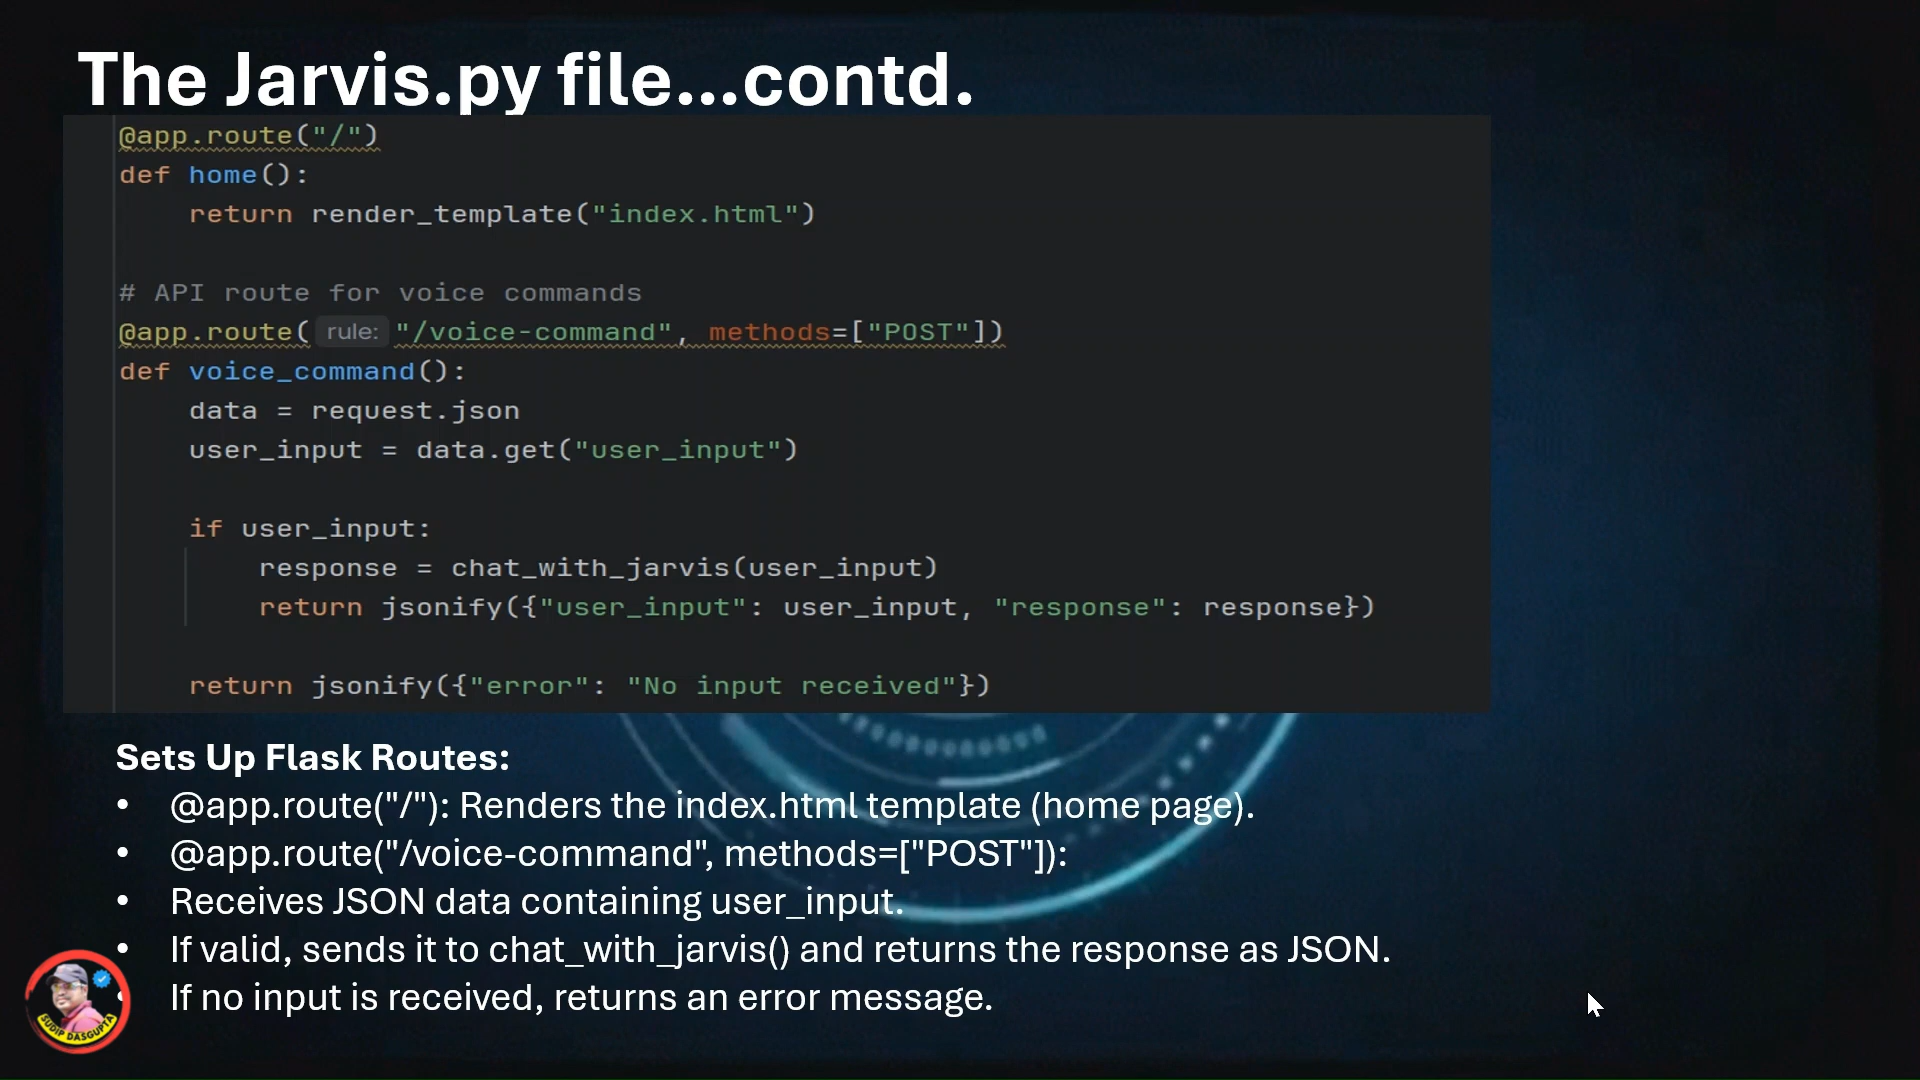 The Jarvis.py file...contd.
@app.route("/")
def home():
    return render_template("index.html")
# API route for voice commands
@app.route( rule: "/voice-command", methods=["POST"])
def voice_command():
    data = request.json
    user_input = data.get("user_input")
    if user_input:
        response = chat_with_jarvis(user_input)
        return jsonify({"user_input": user_input, "response": response})
    return jsonify({"error": "No input received"})
Sets Up Flask Routes:
• @app.route("/"): Renders the index.html template (home page).
• @app.route("/voice-command", methods=["POST"]):
• Receives JSON data containing user_input.
• If valid, sends it to chat_with_jarvis() and returns the response as JSON.
• If no input is received, returns an error message.
SUDIP DASGUPTA